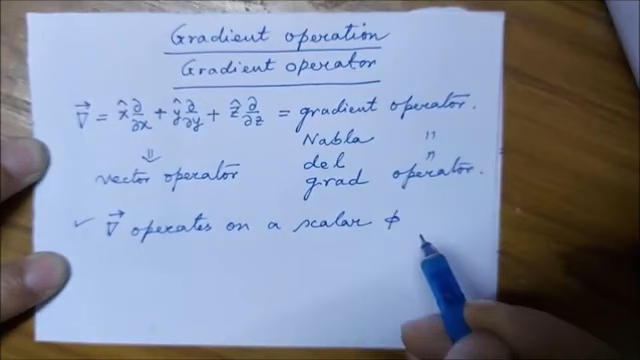 Gradient operation
Gradient operator
∇⃗ = x̂ ∂/∂x + ŷ ∂/∂y + ẑ ∂/∂z = gradient operator.
Nabla "
⇓ del "
vector operator grad operator.
✓ ∇⃗ operates on a scalar ϕ